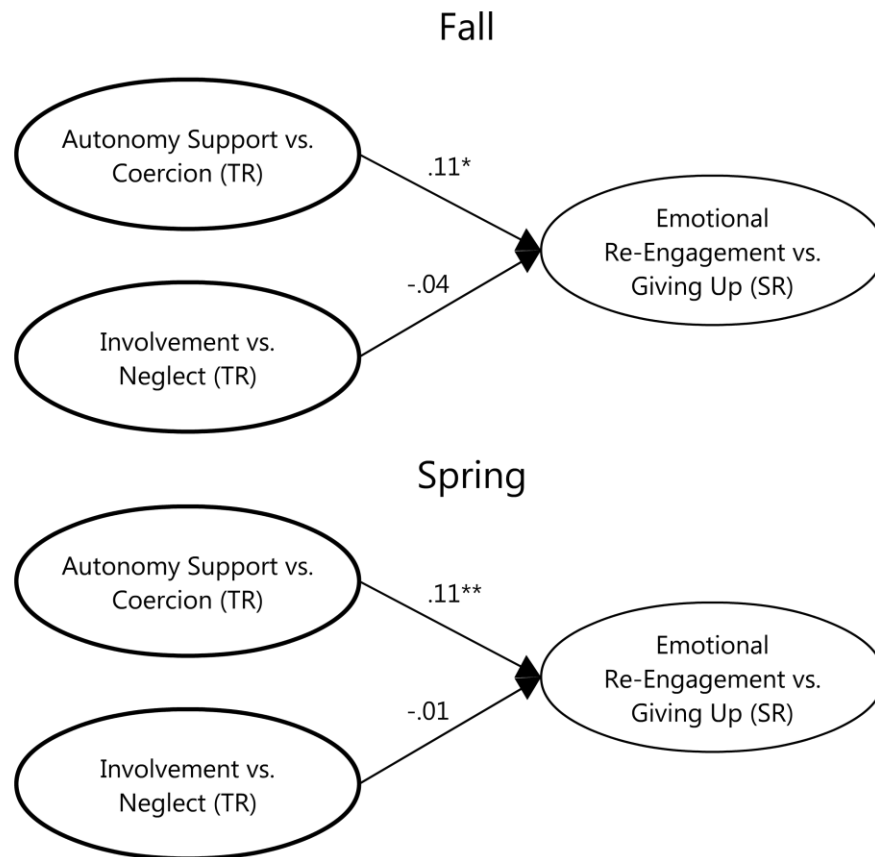 Fall
Autonomy Support vs.
Coercion (TR)
.11*
Emotional
Re-Engagement vs.
Giving Up (SR)
-.04
Involvement vs.
Neglect (TR)
Spring
Autonomy Support vs.
Coercion (TR)
.11**
Emotional
Re-Engagement vs.
Giving Up (SR)
-.01
Involvement vs.
Neglect (TR)